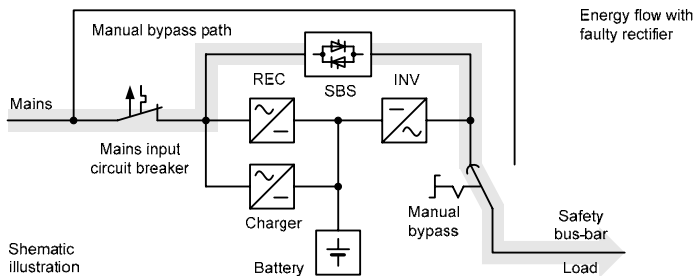 Energy flow with
faulty rectifier
Manual bypass path
REC
SBS
INV
Mains
Mains input
circuit breaker
Charger
Manual
bypass
Safety
bus-bar
Shematic
illustration
Battery
Load